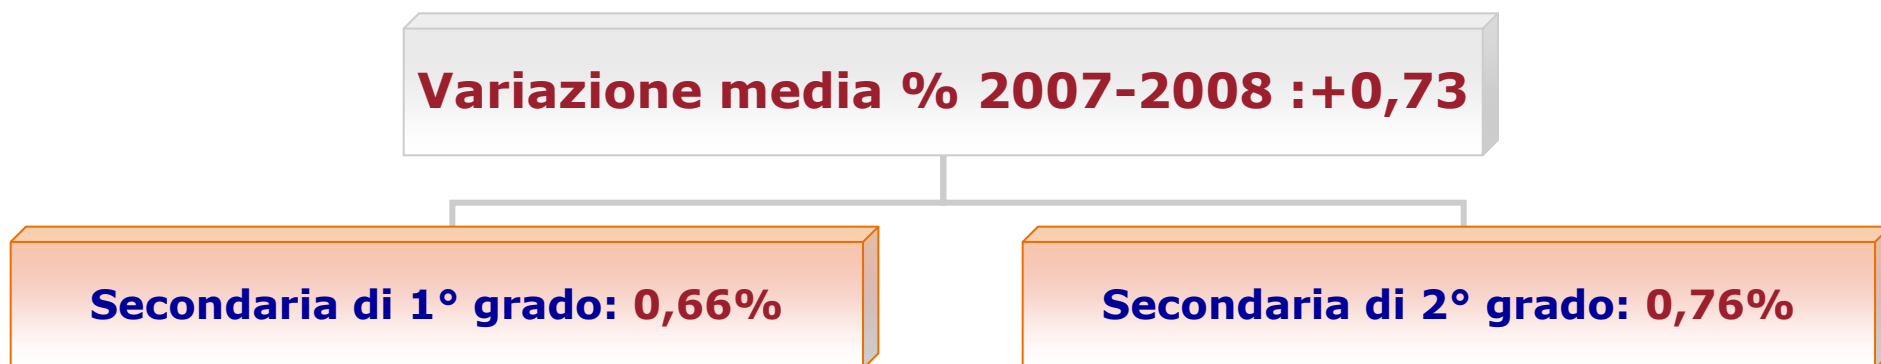 Variazione media % 2007-2008 :+0,73
Secondaria di 1° grado: 0,66%
Secondaria di 2° grado: 0,76%